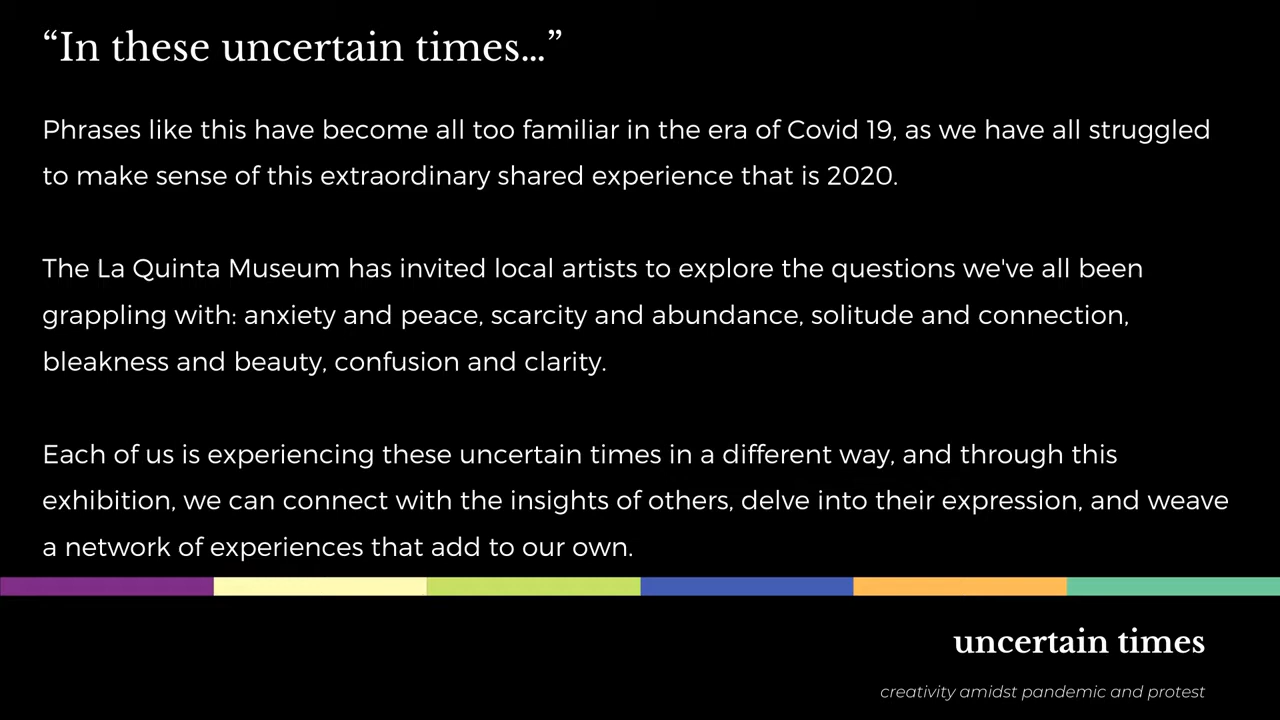 “In these uncertain times…”
Phrases like this have become all too familiar in the era of Covid 19, as we have all struggled
to make sense of this extraordinary shared experience that is 2020.
The La Quinta Museum has invited local artists to explore the questions we've all been
grappling with: anxiety and peace, scarcity and abundance, solitude and connection,
bleakness and beauty, confusion and clarity.
Each of us is experiencing these uncertain times in a different way, and through this
exhibition, we can connect with the insights of others, delve into their expression, and weave
a network of experiences that add to our own.
uncertain times
creativity amidst pandemic and protest